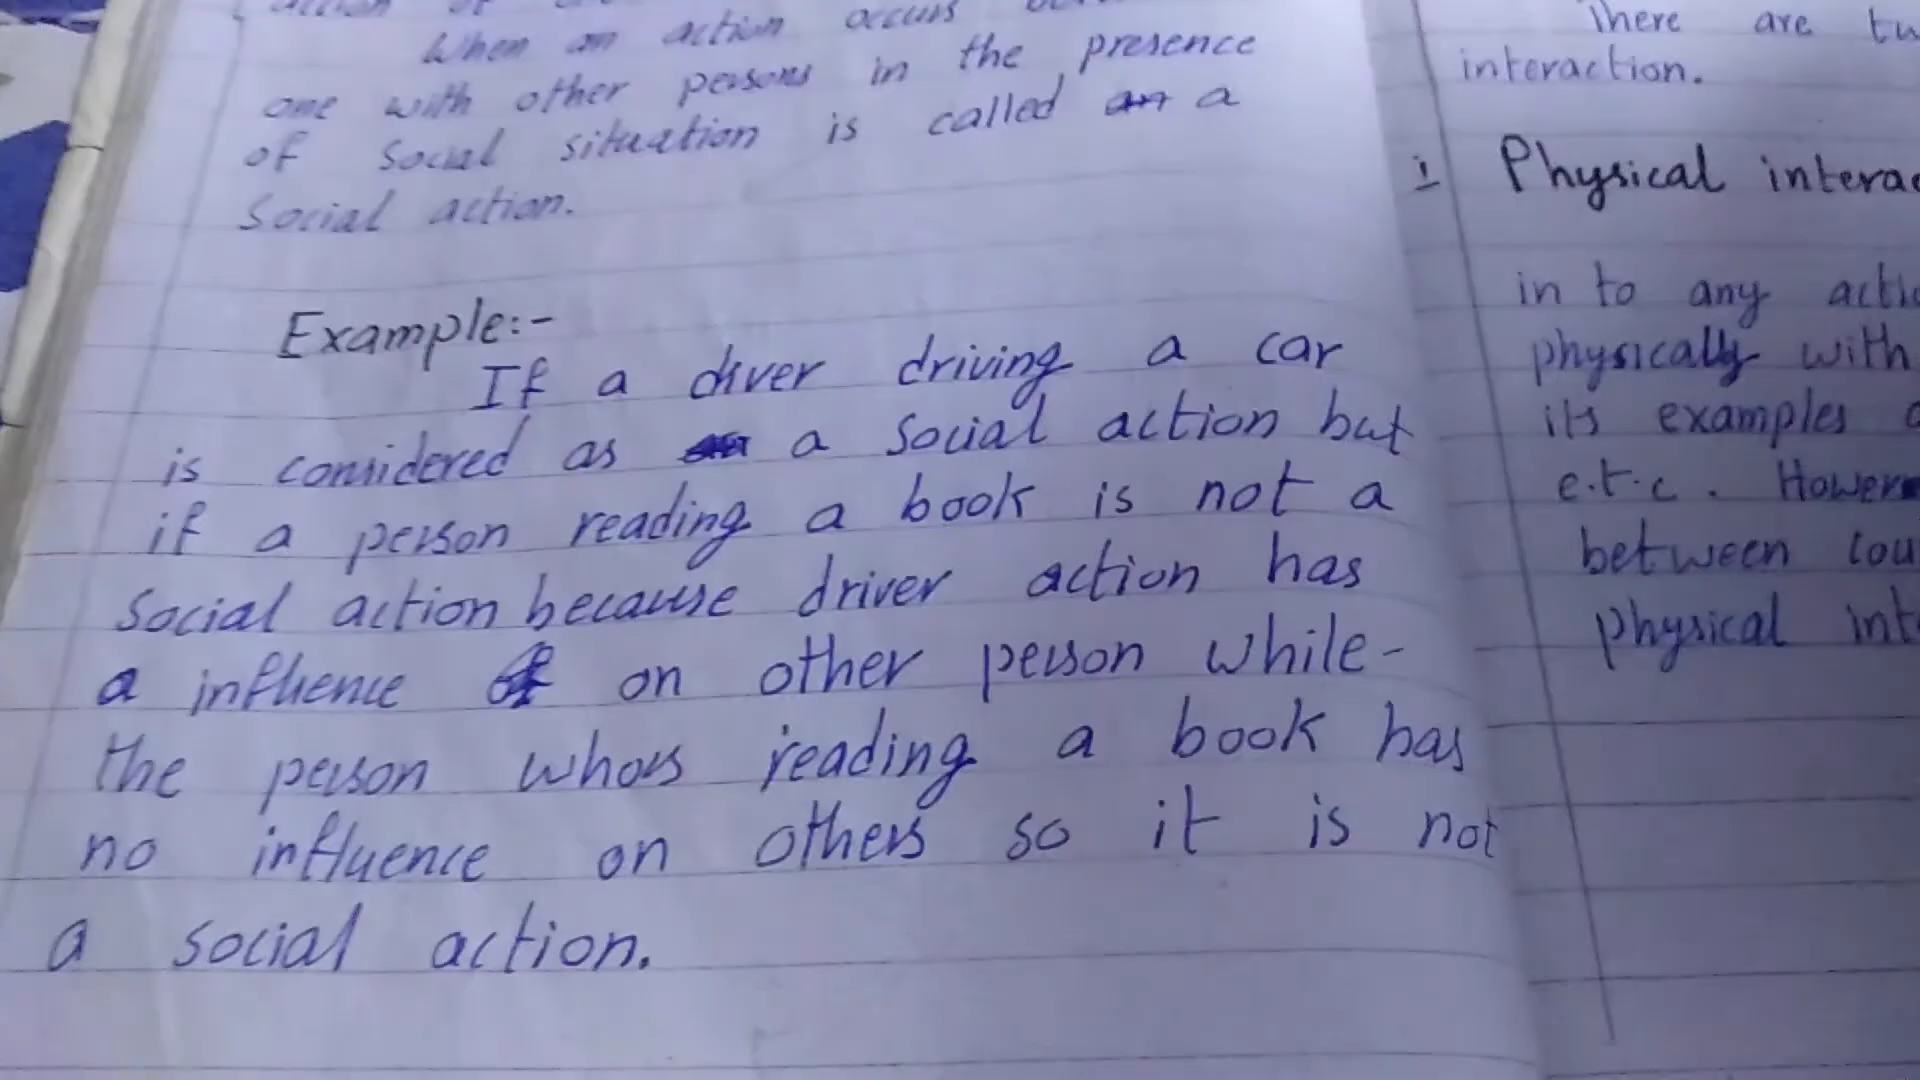 When an action occurs
one with other persons in the presence
of Social situation is called a
Social action.
Example:-
If a diver driving a car
is considered as a Social action but
if a person reading a book is not a
Social action because driver action has
a influence on other person while-
the person whos reading a book has
no influence on others so it is not
a social action.
There are
interaction.
1 Physical
in to any
physically with
its examples
e.t.c.
between
physical